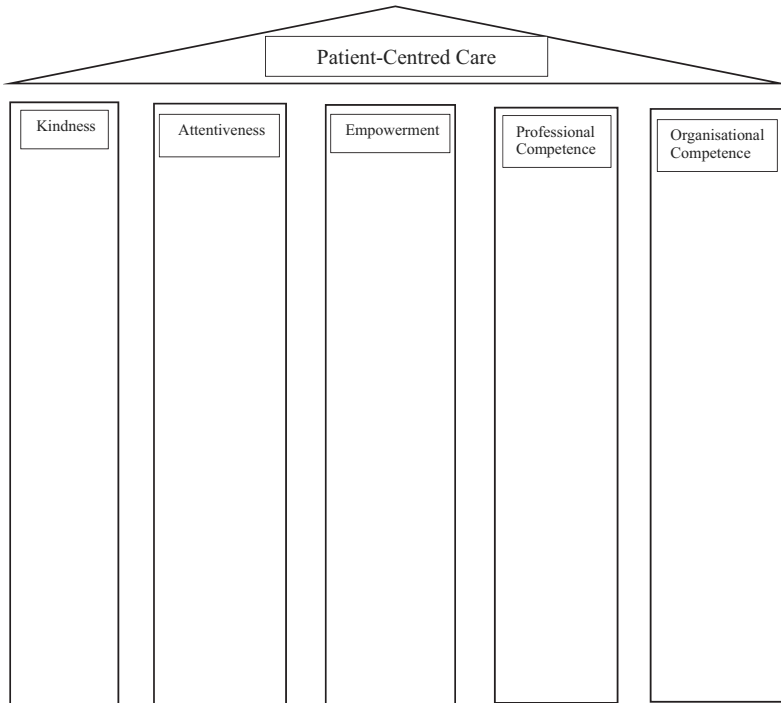 Patient-Centred Care
Kindness
Attentiveness
Empowerment
Professional
Competence
Organisational
Competence